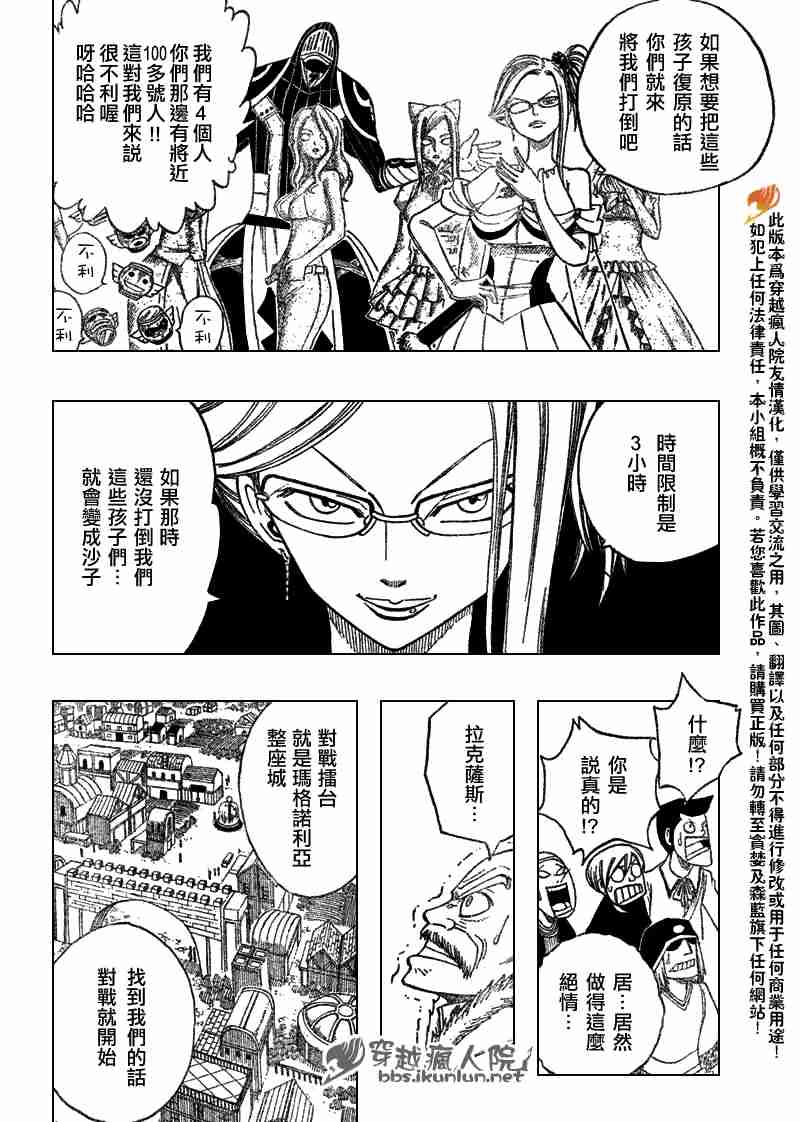 如果想要把這些
孩子復原的話
你們就來
將我們打倒吧
我們有4個人
你們那邊有將近
100多號人!!
這對我們來說
很不利喔
呀哈哈哈
不利
不利
不利
時間限制是
3小時
如果那時
還沒打倒我們
這些孩子們…
就會變成沙子
什麼!?
你是
說真的!?
居…居然
做得這麼
絕情…
拉克薩斯…
對戰擂台
就是瑪格諾利亞
整座城
找到我們的話
對戰就開始
此版本爲穿越瘋人院友情漢化，僅供學習交流之用，其圖、翻譯以及任何部分不得進行修改或用于任何商業用途！
如犯上任何法律責任，本小組概不負責。若您喜歡此作品，請購買正版！請勿轉至貪婪及森藍旗下任何網站！
穿越瘋人院
bbs.ikunlun.net